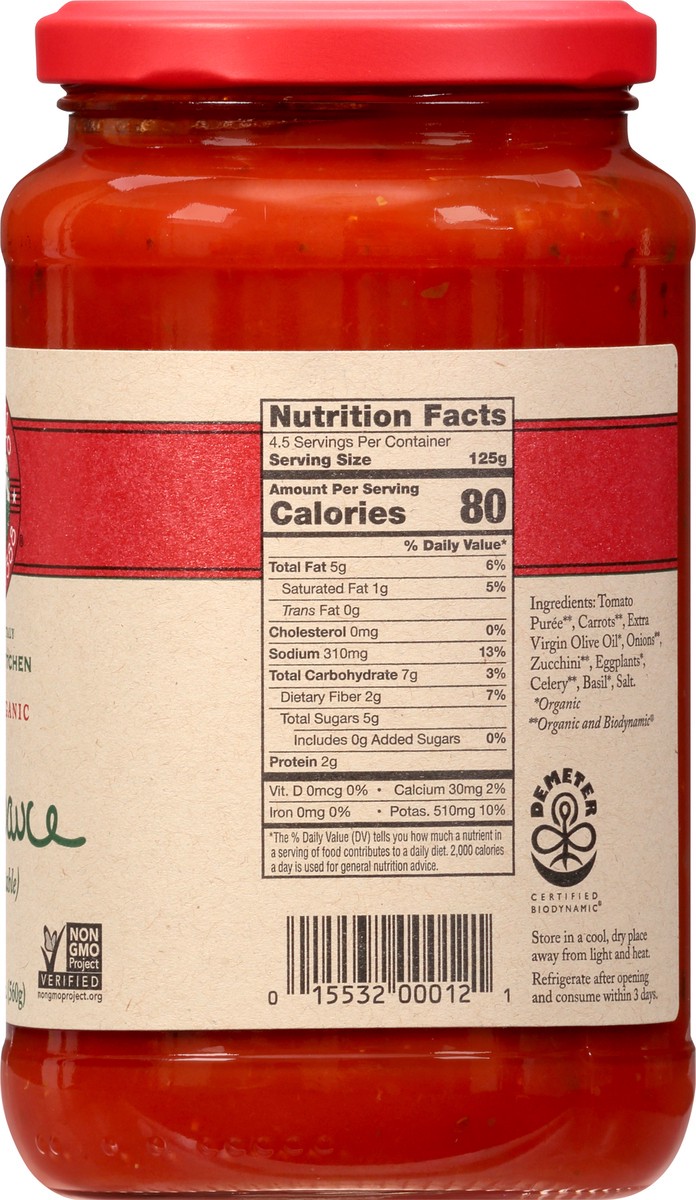 Nutrition Facts
4.5 Servings Per Container
Serving Size 125g
Amount Per Serving
Calories 80
% Daily Value*
Total Fat 5g 6%
Saturated Fat 1g 5%
Trans Fat 0g
Cholesterol 0mg 0%
Sodium 310mg 13%
Total Carbohydrate 7g 3%
Dietary Fiber 2g 7%
Total Sugars 5g
Includes 0g Added Sugars 0%
Protein 2g
Vit. D 0mcg 0% • Calcium 30mg 2%
Iron 0mg 0% • Potas. 510mg 10%
*The % Daily Value (DV) tells you how much a nutrient in
a serving of food contributes to a daily diet. 2,000 calories
a day is used for general nutrition advice.
Ingredients: Tomato
Purée**, Carrots**, Extra
Virgin Olive Oil*, Onions**,
Zucchini**, Eggplants*,
Celery**, Basil*, Salt.
*Organic
**Organic and Biodynamic®
DEMETER
CERTIFIED
BIODYNAMIC®
Store in a cool, dry place
away from light and heat.
Refrigerate after opening
and consume within 3 days.
NON
GMO
Project
VERIFIED
nongmoproject.org
(560g)
0 15532 00012 1